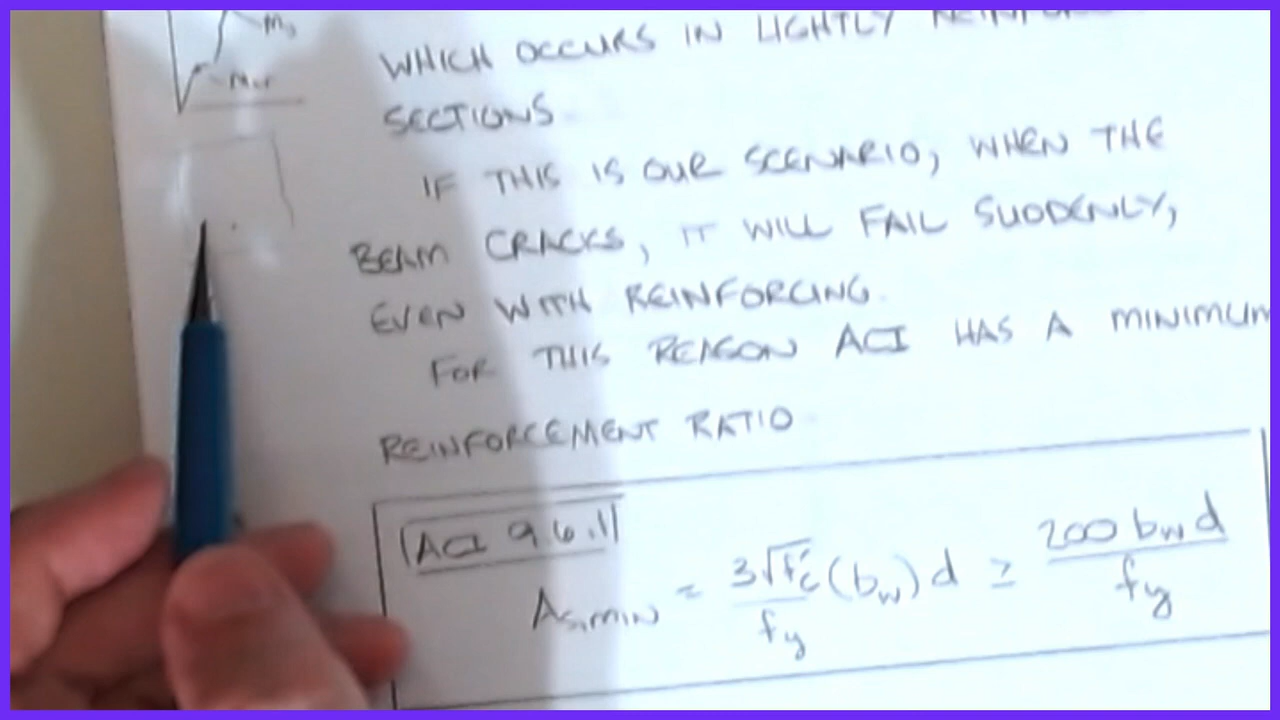 WHICH OCCURS IN LIGHTLY
SECTIONS.
IF THIS IS OUR SCENARIO, WHEN THE
BEAM CRACKS, IT WILL FAIL SUDDENLY,
EVEN WITH REINFORCING.
FOR THIS REASON ACI HAS A MINIMUM
REINFORCEMENT RATIO
ACI 9.6.1
As,min = 3√f'c/fy (bw) d ≥ 200 bw d/fy